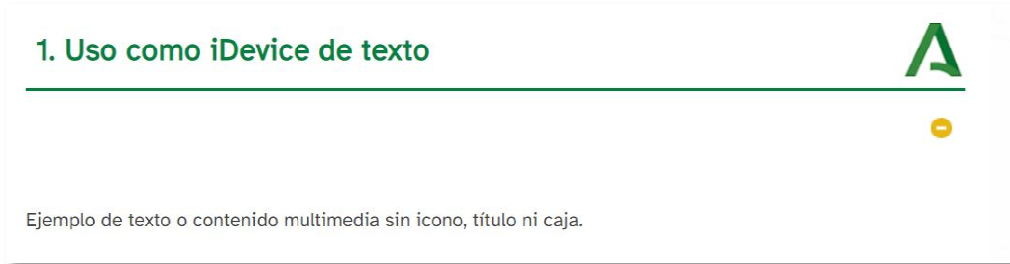 1. Uso como iDevice de texto
Ejemplo de texto o contenido multimedia sin icono, título ni caja.